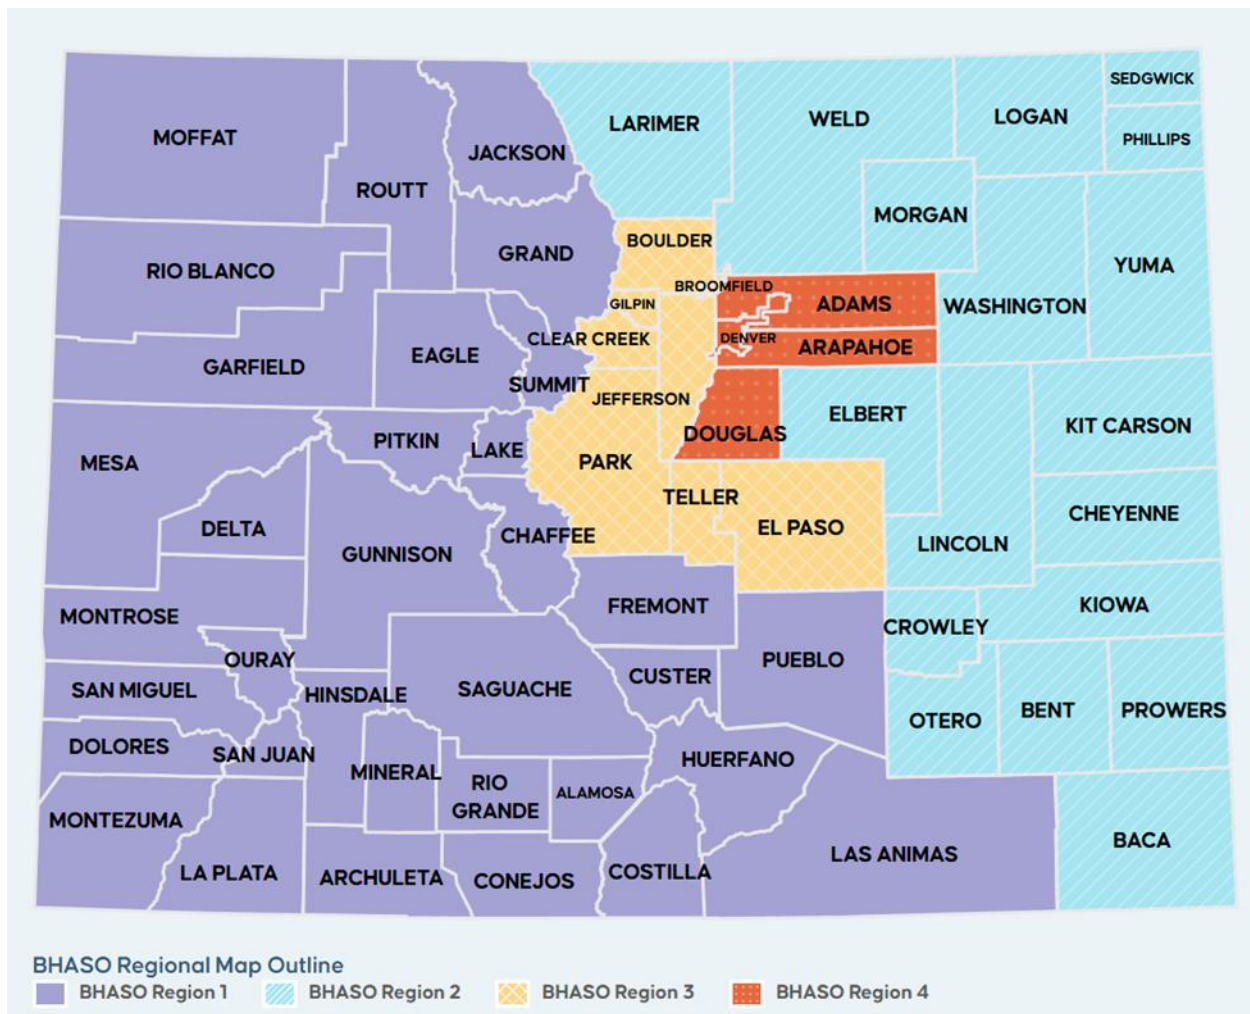 SEDGWICK
LARIMER
WELD
LOGAN
MOFFAT
PHILLIPS
JACKSON
ROUTT
MORGAN
BOULDER
GRAND
YUMA
RIO BLANCO
BROOMFIELD
GILPIN
ADAMS
WASHINGTON
CLEAR CREEK
DENVER
ARAPAHOE
EAGLE
GARFIELD
SUMMIT
JEFFERSON
ELBERT
KIT CARSON
DOUGLAS
PITKIN
LAKE
MESA
PARK
TELLER
CHEYENNE
DELTA
EL PASO
CHAFFEE
LINCOLN
GUNNISON
FREMONT
KIOWA
MONTROSE
CROWLEY
OURAY
PUEBLO
CUSTER
SAN MIGUEL
HINSDALE
SAGUACHE
BENT
PROWERS
OTERO
DOLORES
SAN JUAN
HUERFANO
MINERAL
RIO
GRANDE
ALAMOSA
MONTEZUMA
BACA
LAS ANIMAS
LA PLATA
ARCHULETA
CONEJOS
COSTILLA
BHASO Regional Map Outline
BHASO Region 1 BHASO Region 2 BHASO Region 3 BHASO Region 4